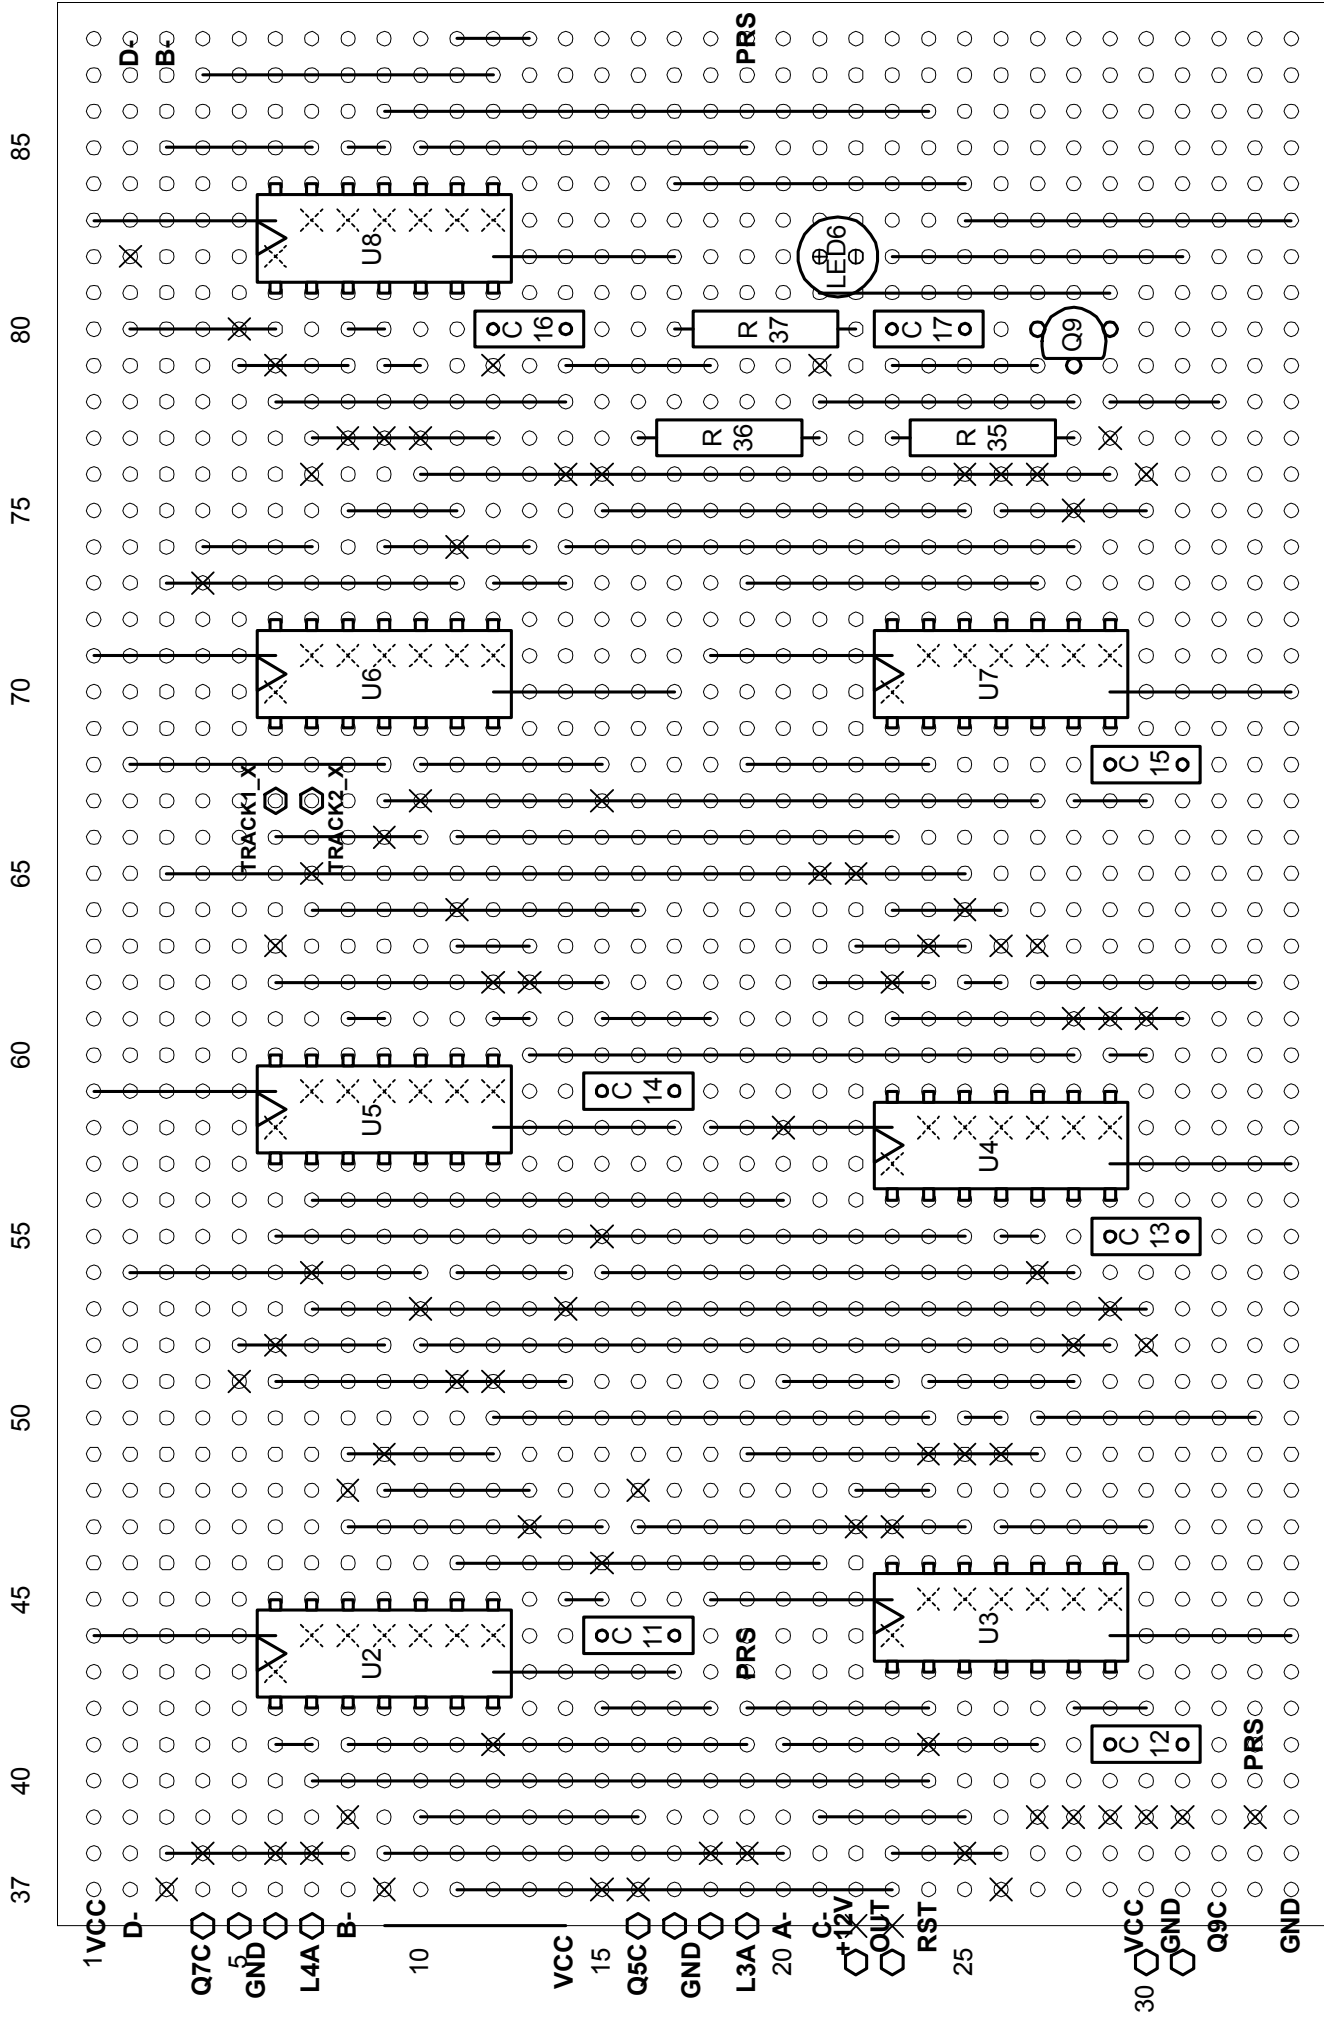 D-
B-
PRS
85
U8
LED6
80
C 16
R 37
C 17
Q9
R 36
R 35
75
70
U6
U7
TRACK1_X
TRACK2_X
C 15
65
60
C 14
U5
U4
55
C 13
50
45
U2
C 11
PRS
U3
40
C 12
PRS
37
1
VCC
D-
Q7C
5
GND
L4A
B-
10
VCC
15
Q5C
GND
L3A
20
A-
C-
+12V
OUT
RST
25
30
VCC
GND
Q9C
GND